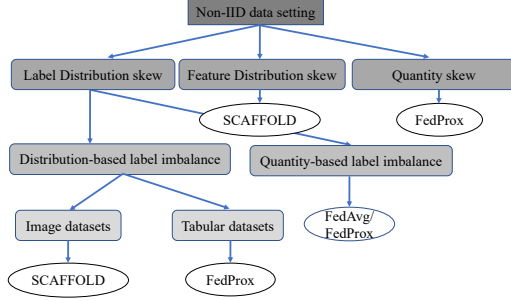 Non-IID data setting
Label Distribution skew
Feature Distribution skew
Quantity skew
SCAFFOLD
FedProx
Distribution-based label imbalance
Quantity-based label imbalance
Image datasets
Tabular datasets
FedAvg/
FedProx
SCAFFOLD
FedProx